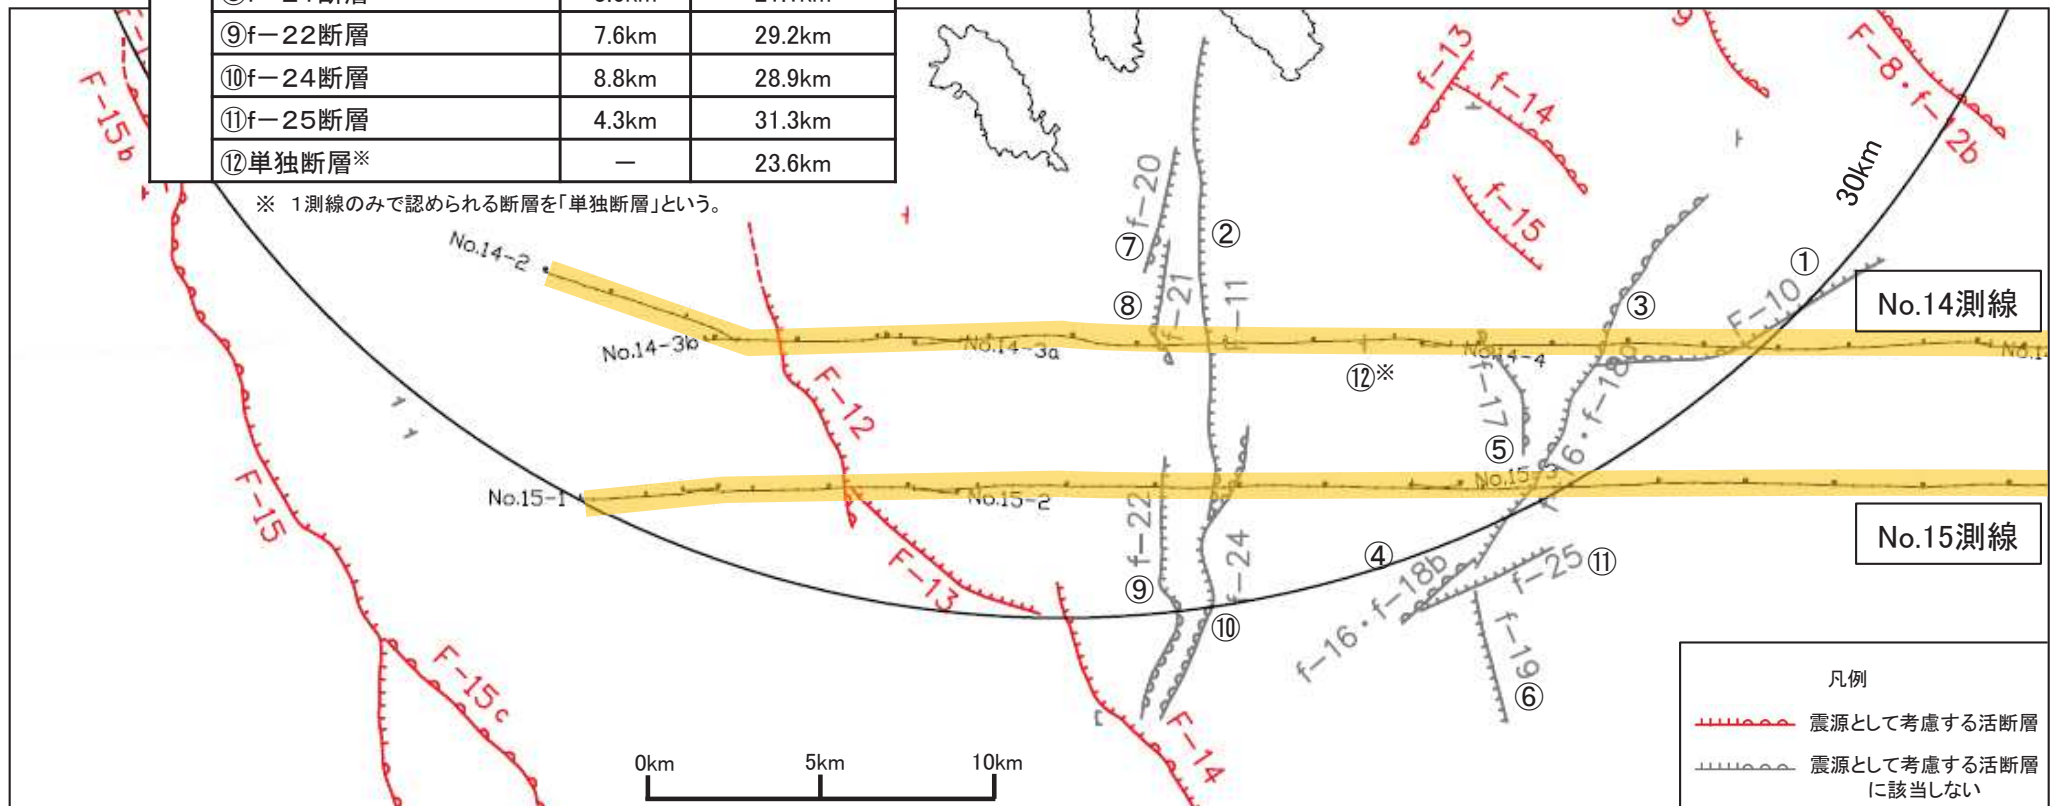 ⑨f－22断層 7.6km 29.2km
⑩f－24断層 8.8km 28.9km
⑪f－25断層 4.3km 31.3km
⑫単独断層※ － 23.6km
※ 1測線のみで認められる断層を「単独断層」という。
F-15b
No.14-2
No.14-3b
No.14-3a
No.14-4
No.14測線
No.15-1
No.15-2
No.15-3
No.15測線
30km
F-8・f-12b
f-13
f-14
f-15
f-20
⑦
②
⑧
f-21
F-11
③
①
F-10
⑫※
f-17
⑤
F-12
F-13
F-15
F-15c
F-14
f-22
⑨
f-24
⑩
④
f-16・f-18b
f-25
⑪
f-19
⑥
0km 5km 10km
凡例
震源として考慮する活断層
震源として考慮する活断層
に該当しない